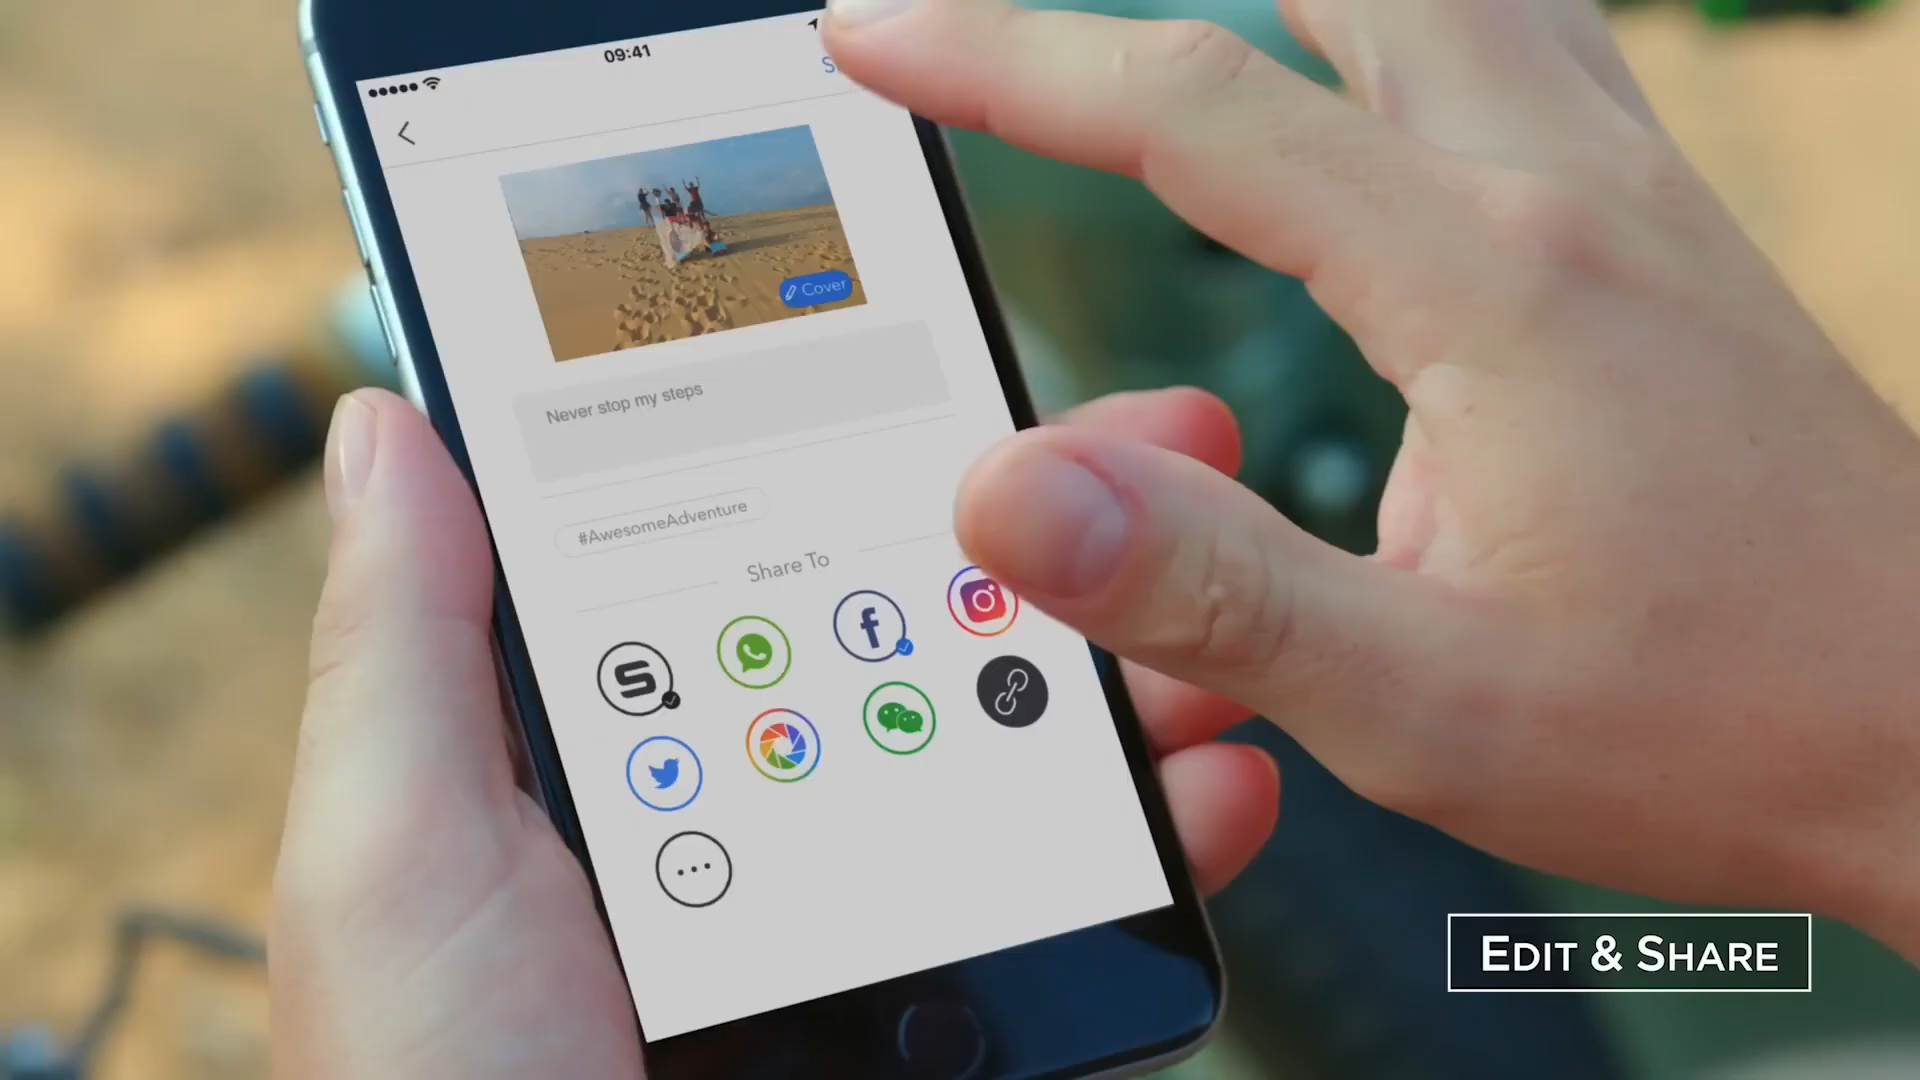 09:41
Cover
Never stop my steps
#AwesomeAdventure
Share To
EDIT & SHARE